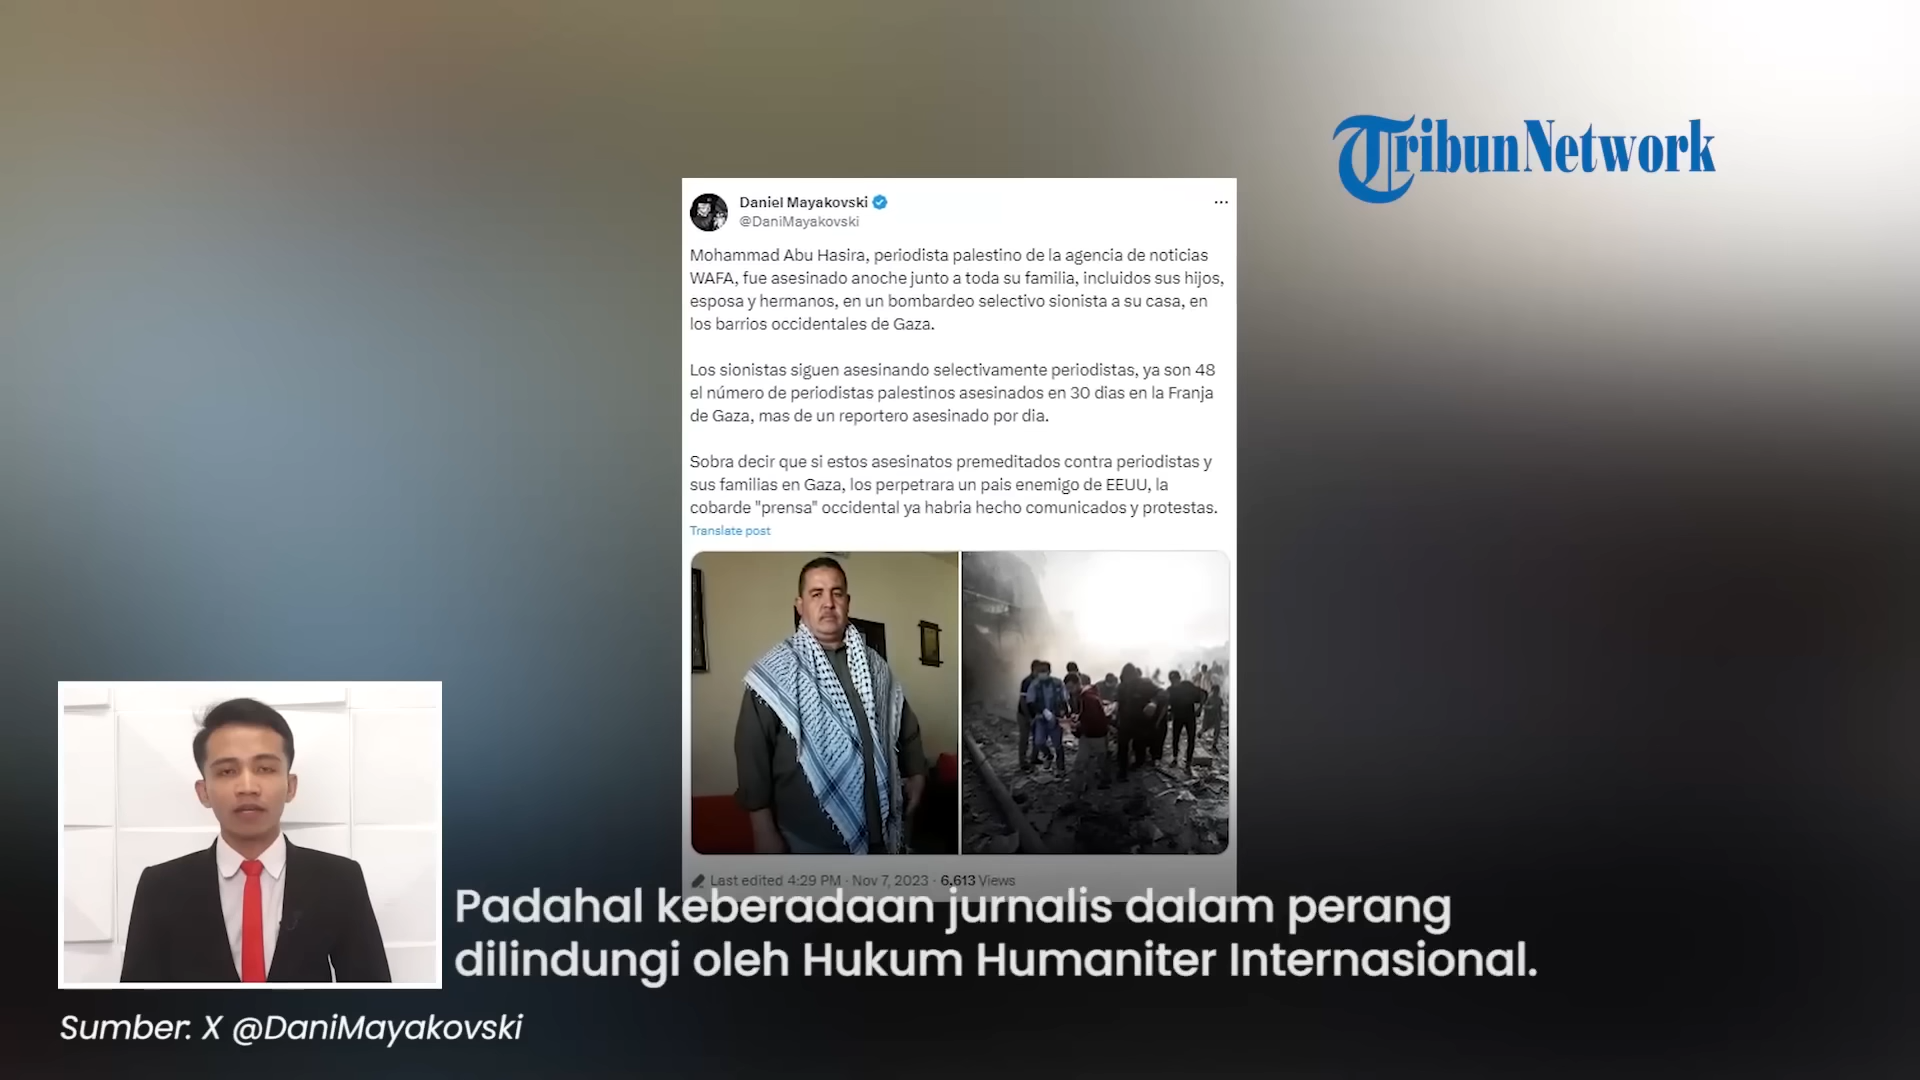 TribunNetwork
Daniel Mayakovski
@DaniMayakovski
Mohammad Abu Hasira, periodista palestino de la agencia de noticias
WAFA, fue asesinado anoche junto a toda su familia, incluidos sus hijos,
esposa y hermanos, en un bombardeo selectivo sionista a su casa, en
los barrios occidentales de Gaza.
Los sionistas siguen asesinando selectivamente periodistas, ya son 48
el número de periodistas palestinos asesinados en 30 dias en la Franja
de Gaza, mas de un reportero asesinado por dia.
Sobra decir que si estos asesinatos premeditados contra periodistas y
sus familias en Gaza, los perpetrara un pais enemigo de EEUU, la
cobarde "prensa" occidental ya habria hecho comunicados y protestas.
Translate post
Last edited 4:29 PM · Nov 7, 2023 · 6,613 Views
Padahal keberadaan jurnalis dalam perang
dilindungi oleh Hukum Humaniter Internasional.
Sumber: X @DaniMayakovski